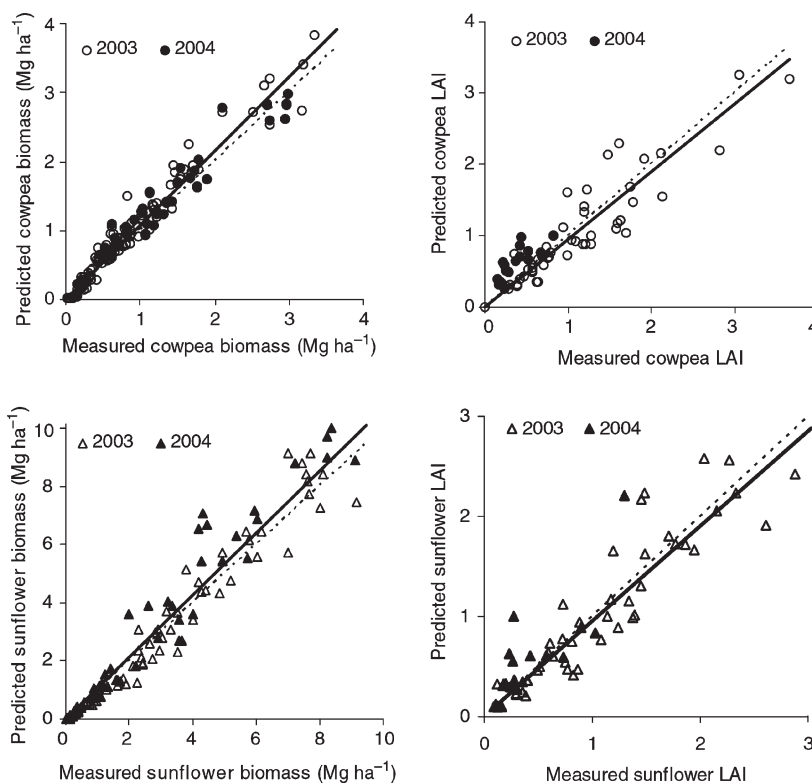 4
3
2
1
0
2003 2004
Predicted cowpea biomass (Mg ha⁻¹)
0 1 2 3 4
Measured cowpea biomass (Mg ha⁻¹)
4
3
2
1
0
2003 2004
Predicted cowpea LAI
0 1 2 3 4
Measured cowpea LAI
10
8
6
4
2
0
2003 2004
Predicted sunflower biomass (Mg ha⁻¹)
0 2 4 6 8 10
Measured sunflower biomass (Mg ha⁻¹)
3
2
1
0
2003 2004
Predicted sunflower LAI
0 1 2 3
Measured sunflower LAI